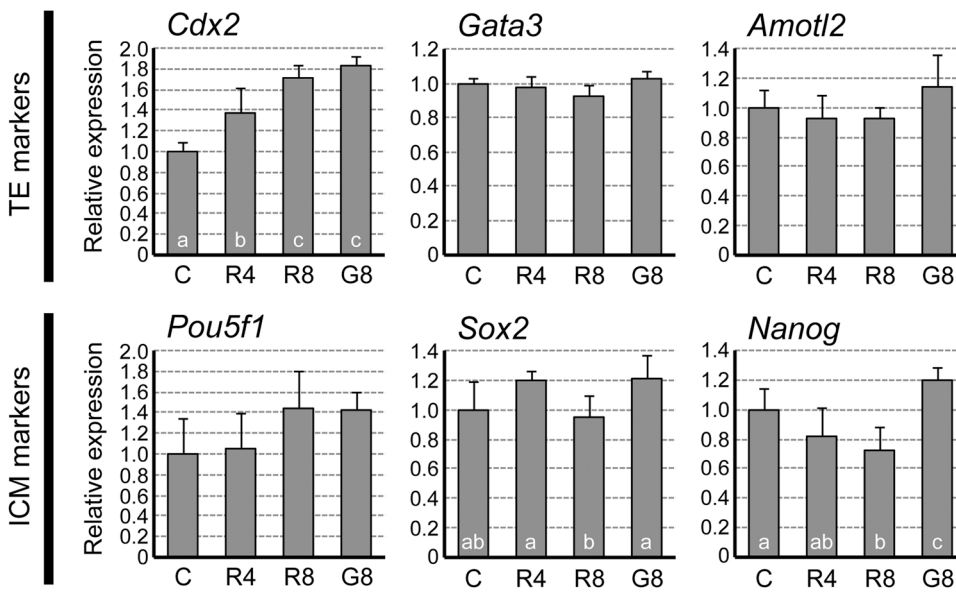 TE markers
Cdx2
Relative expression
2.0
1.8
1.6
1.4
1.2
1.0
0.8
0.6
0.4
0.2
0
a
b
c
c
C
R4
R8
G8
Gata3
1.2
1.0
0.8
0.6
0.4
0.2
0
C
R4
R8
G8
Amotl2
1.4
1.2
1.0
0.8
0.6
0.4
0.2
0
C
R4
R8
G8
ICM markers
Pou5f1
Relative expression
2.0
1.8
1.6
1.4
1.2
1.0
0.8
0.6
0.4
0.2
0
C
R4
R8
G8
Sox2
1.4
1.2
1.0
0.8
0.6
0.4
0.2
0
ab
a
b
a
C
R4
R8
G8
Nanog
1.4
1.2
1.0
0.8
0.6
0.4
0.2
0
a
ab
b
c
C
R4
R8
G8